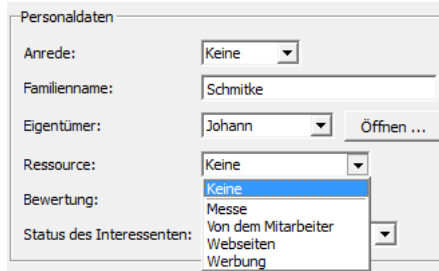 Personaldaten
Anrede: Keine
Familienname: Schmitke
Eigentümer: Johann Öffnen ...
Ressource: Keine
Keine
Bewertung:
Messe
Von dem Mitarbeiter
Status des Interessenten:
Webseiten
Werbung